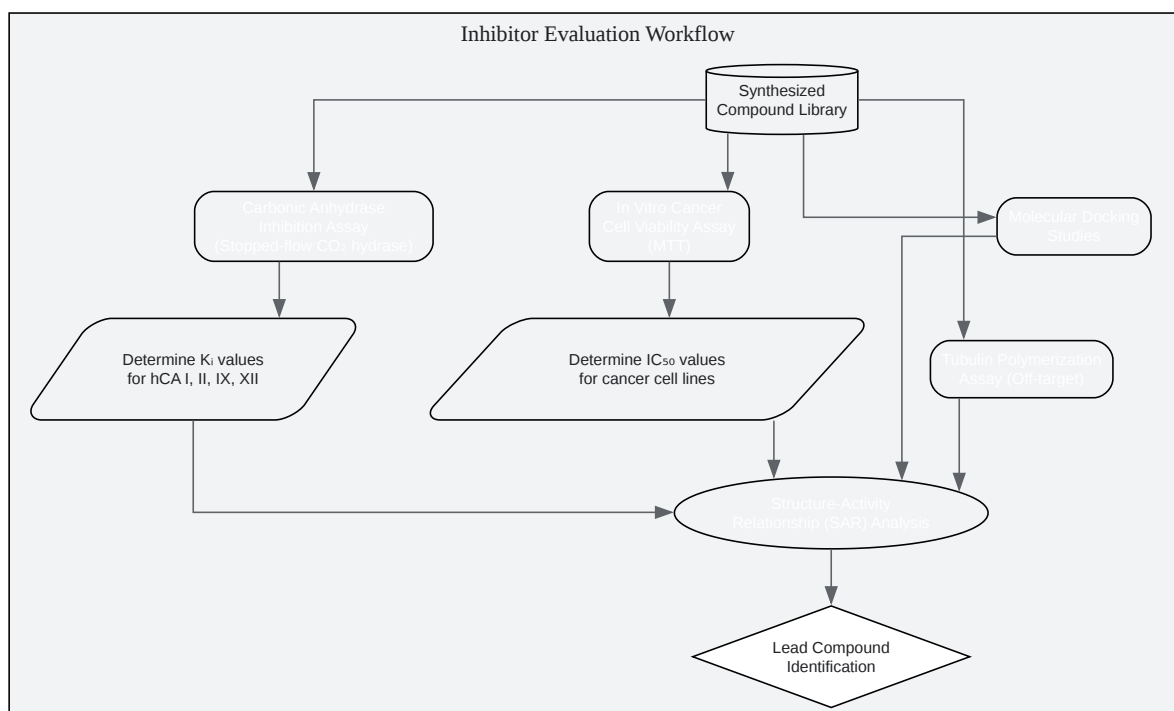 Inhibitor Evaluation Workflow
Synthesized
Compound Library
Carbonic Anhydrase
Inhibition Assay
(Stopped-flow CO₂ hydrase)
In Vitro Cancer
Cell Viability Assay
(MTT)
Molecular Docking
Studies
Determine Kᵢ values
for hCA I, II, IX, XII
Determine IC₅₀ values
for cancer cell lines
Tubulin Polymerization
Assay (Off-target)
Structure-Activity
Relationship (SAR) Analysis
Lead Compound
Identification